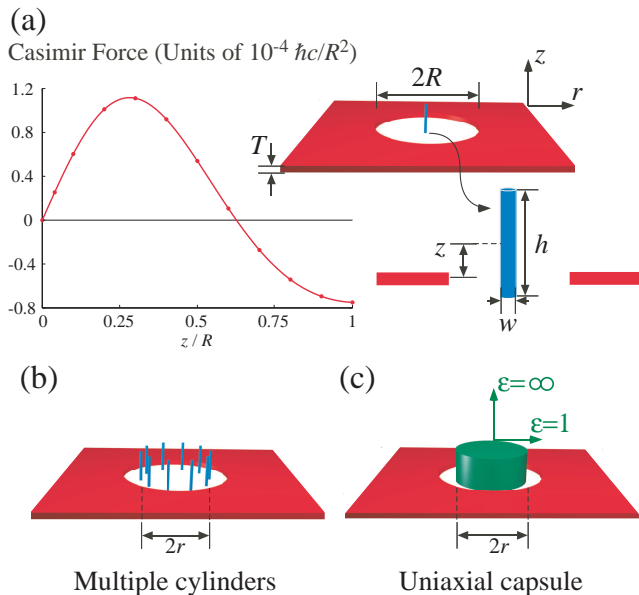 (a)
Casimir Force (Units of 10⁻⁴ ℏc/R²)
1.2
0.8
0.4
0
-0.4
-0.8
0
0.25
0.5
0.75
1
z / R
2R
z
r
T
z
h
w
(b)
(c)
ε=∞
ε=1
2r
2r
Multiple cylinders
Uniaxial capsule